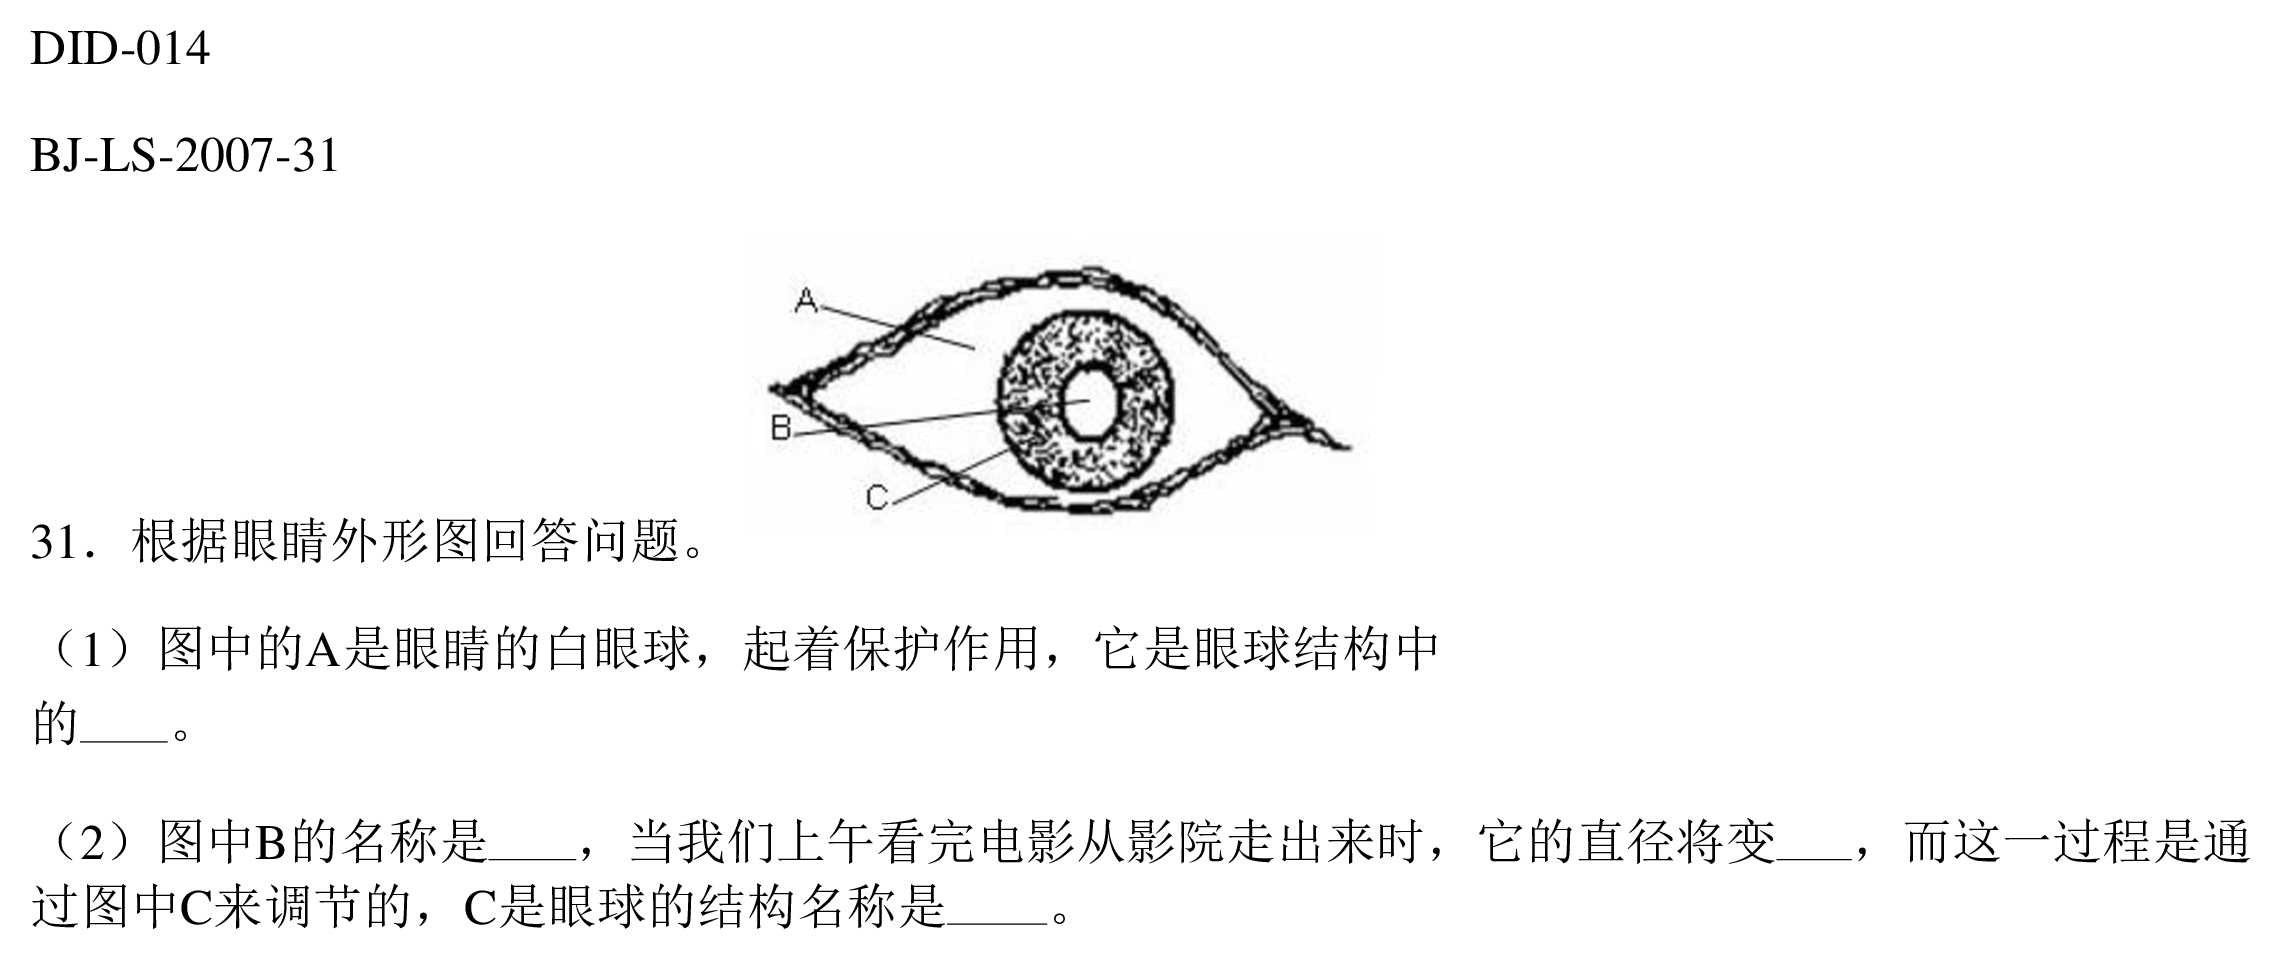 DID-014
BJ-LS-2007-31
A
B
C
31．根据眼睛外形图回答问题。
（1）图中的A是眼睛的白眼球，起着保护作用，它是眼球结构中
的____。
（2）图中B的名称是____，当我们上午看完电影从影院走出来时，它的直径将变___，而这一过程是通
过图中C来调节的，C是眼球的结构名称是____。